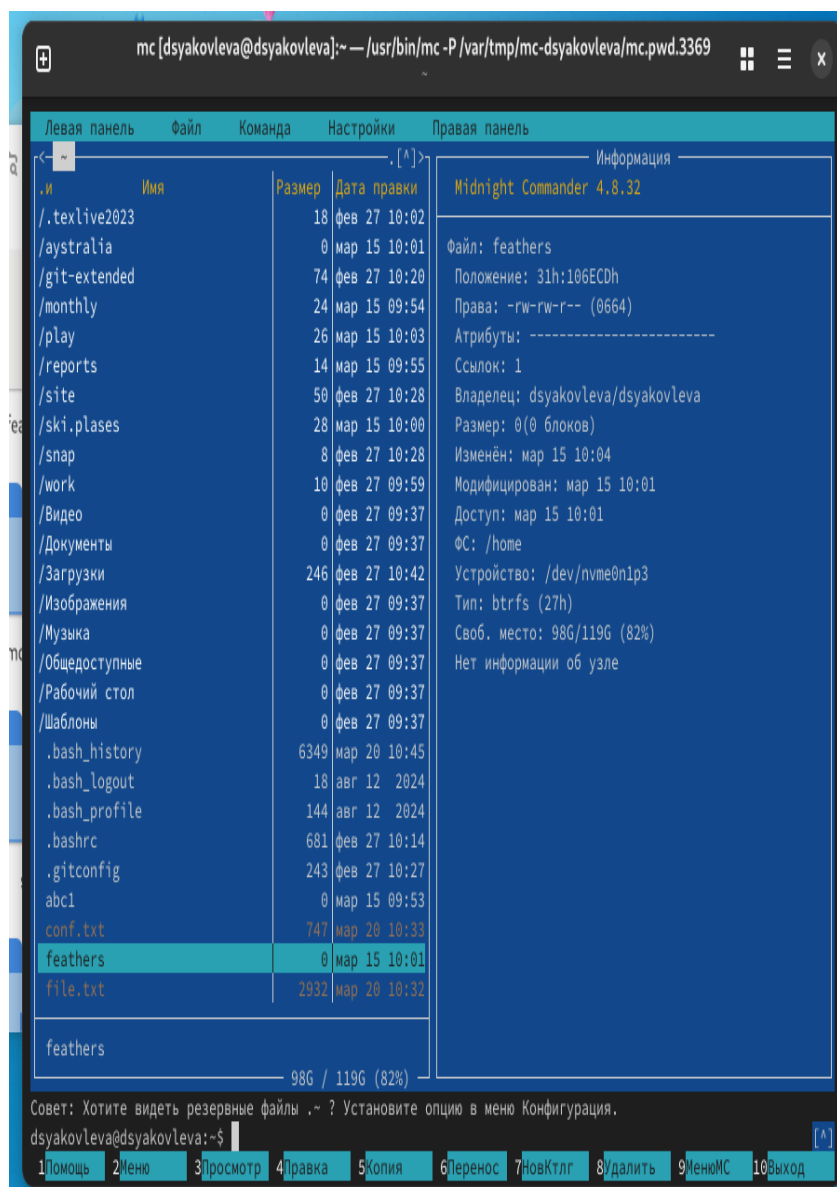 mc [dsyakovleva@dsyakovleva]:~ — /usr/bin/mc -P /var/tmp/mc-dsyakovleva/mc.pwd.3369
~
Левая панель Файл Команда Настройки Правая панель
<- ~ .[^]>
.и Имя Размер Дата правки
/.texlive2023 18 фев 27 10:02
/aystralia 0 мар 15 10:01
/git-extended 74 фев 27 10:20
/monthly 24 мар 15 09:54
/play 26 мар 15 10:03
/reports 14 мар 15 09:55
/site 50 фев 27 10:28
/ski.plases 28 мар 15 10:00
/snap 8 фев 27 10:28
/work 10 фев 27 09:59
/Видео 0 фев 27 09:37
/Документы 0 фев 27 09:37
/Загрузки 246 фев 27 10:42
/Изображения 0 фев 27 09:37
/Музыка 0 фев 27 09:37
/Общедоступные 0 фев 27 09:37
/Рабочий стол 0 фев 27 09:37
/Шаблоны 0 фев 27 09:37
.bash_history 6349 мар 20 10:45
.bash_logout 18 авг 12 2024
.bash_profile 144 авг 12 2024
.bashrc 681 фев 27 10:14
.gitconfig 243 фев 27 10:27
abc1 0 мар 15 09:53
conf.txt 747 мар 20 10:33
feathers 0 мар 15 10:01
file.txt 2932 мар 20 10:32
feathers
98G / 119G (82%)
Информация
Midnight Commander 4.8.32
Файл: feathers
Положение: 31h:106ECDh
Права: -rw-rw-r-- (0664)
Атрибуты: -------------------------
Ссылок: 1
Владелец: dsyakovleva/dsyakovleva
Размер: 0(0 блоков)
Изменён: мар 15 10:04
Модифицирован: мар 15 10:01
Доступ: мар 15 10:01
ФС: /home
Устройство: /dev/nvme0n1p3
Тип: btrfs (27h)
Своб. место: 98G/119G (82%)
Нет информации об узле
Совет: Хотите видеть резервные файлы .~ ? Установите опцию в меню Конфигурация.
dsyakovleva@dsyakovleva:~$ [^]
1Помощь 2Меню 3Просмотр 4Правка 5Копия 6Перенос 7НовКтлг 8Удалить 9МенюМС 10Выход